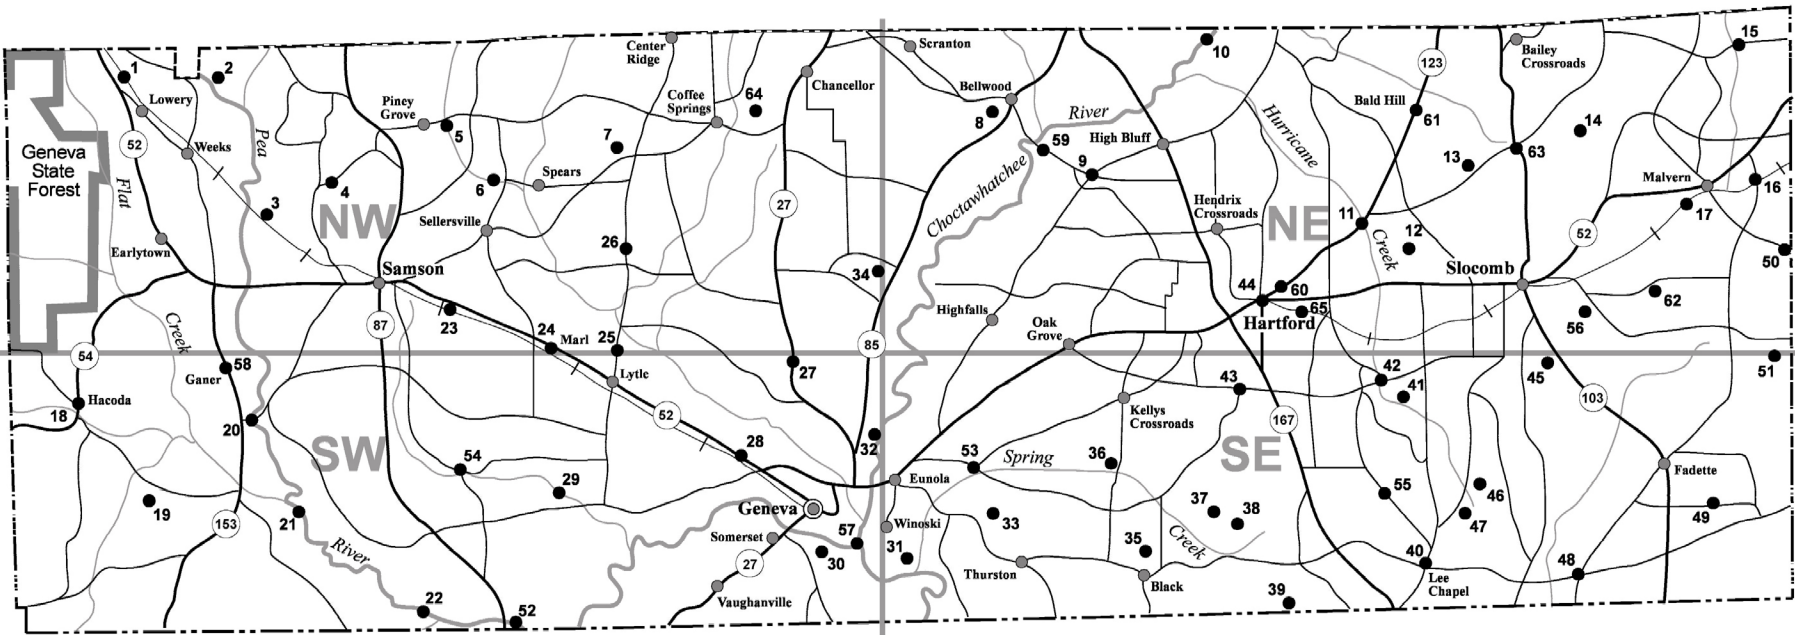 Center
Ridge
Scranton
10
15
Bailey
Crossroads
1
2
123
Chancellor
Bellwood
Lowery
Piney
Grove
Coffee
Springs
64
River
Bald Hill
5
8
High Bluff
61
14
52
Pea
Weeks
7
59
Hurricane
Geneva
State
Forest
9
13
63
6
Spears
Malvern
16
4
Flat
3
NW
Sellersville
27
Choctawhatchee
Hendrix
Crossroads
NE
11
17
12
52
Earlytown
26
Creek
50
Samson
34
Slocomb
44
60
62
23
Highfalls
65
Hartford
56
Creek
87
24
Marl
25
Oak
Grove
54
85
58
Ganer
27
42
45
51
Lytle
43
41
18
Hacoda
103
52
Kellys
Crossroads
167
20
28
32
SW
SE
54
53
Spring
36
Fadette
29
Eunola
55
46
19
Geneva
37
38
49
21
153
33
47
Winoski
57
Somerset
River
30
31
35
Creek
40
48
27
Thurston
Black
Lee
Chapel
22
52
Vaughanville
39